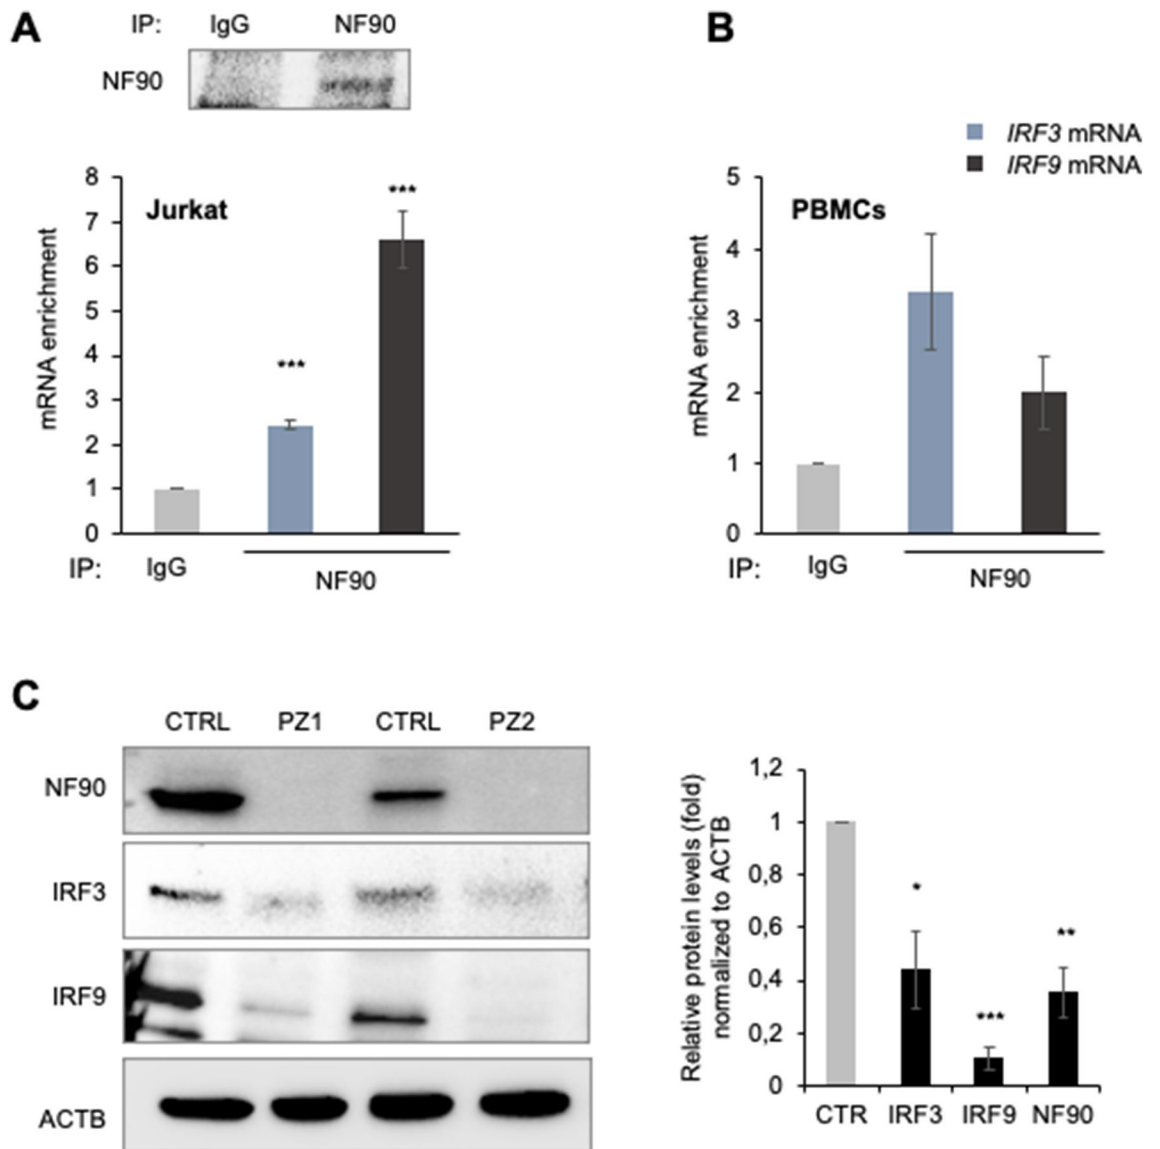 A
IP: IgG NF90
NF90
8
7
6
5
4
3
2
1
0
mRNA enrichment
Jurkat
***
***
IP: IgG
NF90
B
IRF3 mRNA
IRF9 mRNA
5
4
3
2
1
0
mRNA enrichment
PBMCs
IP: IgG
NF90
C
CTRL PZ1 CTRL PZ2
NF90
IRF3
IRF9
ACTB
Relative protein levels (fold)
normalized to ACTB
1,2
1
0,8
0,6
0,4
0,2
0
*
***
**
CTR IRF3 IRF9 NF90